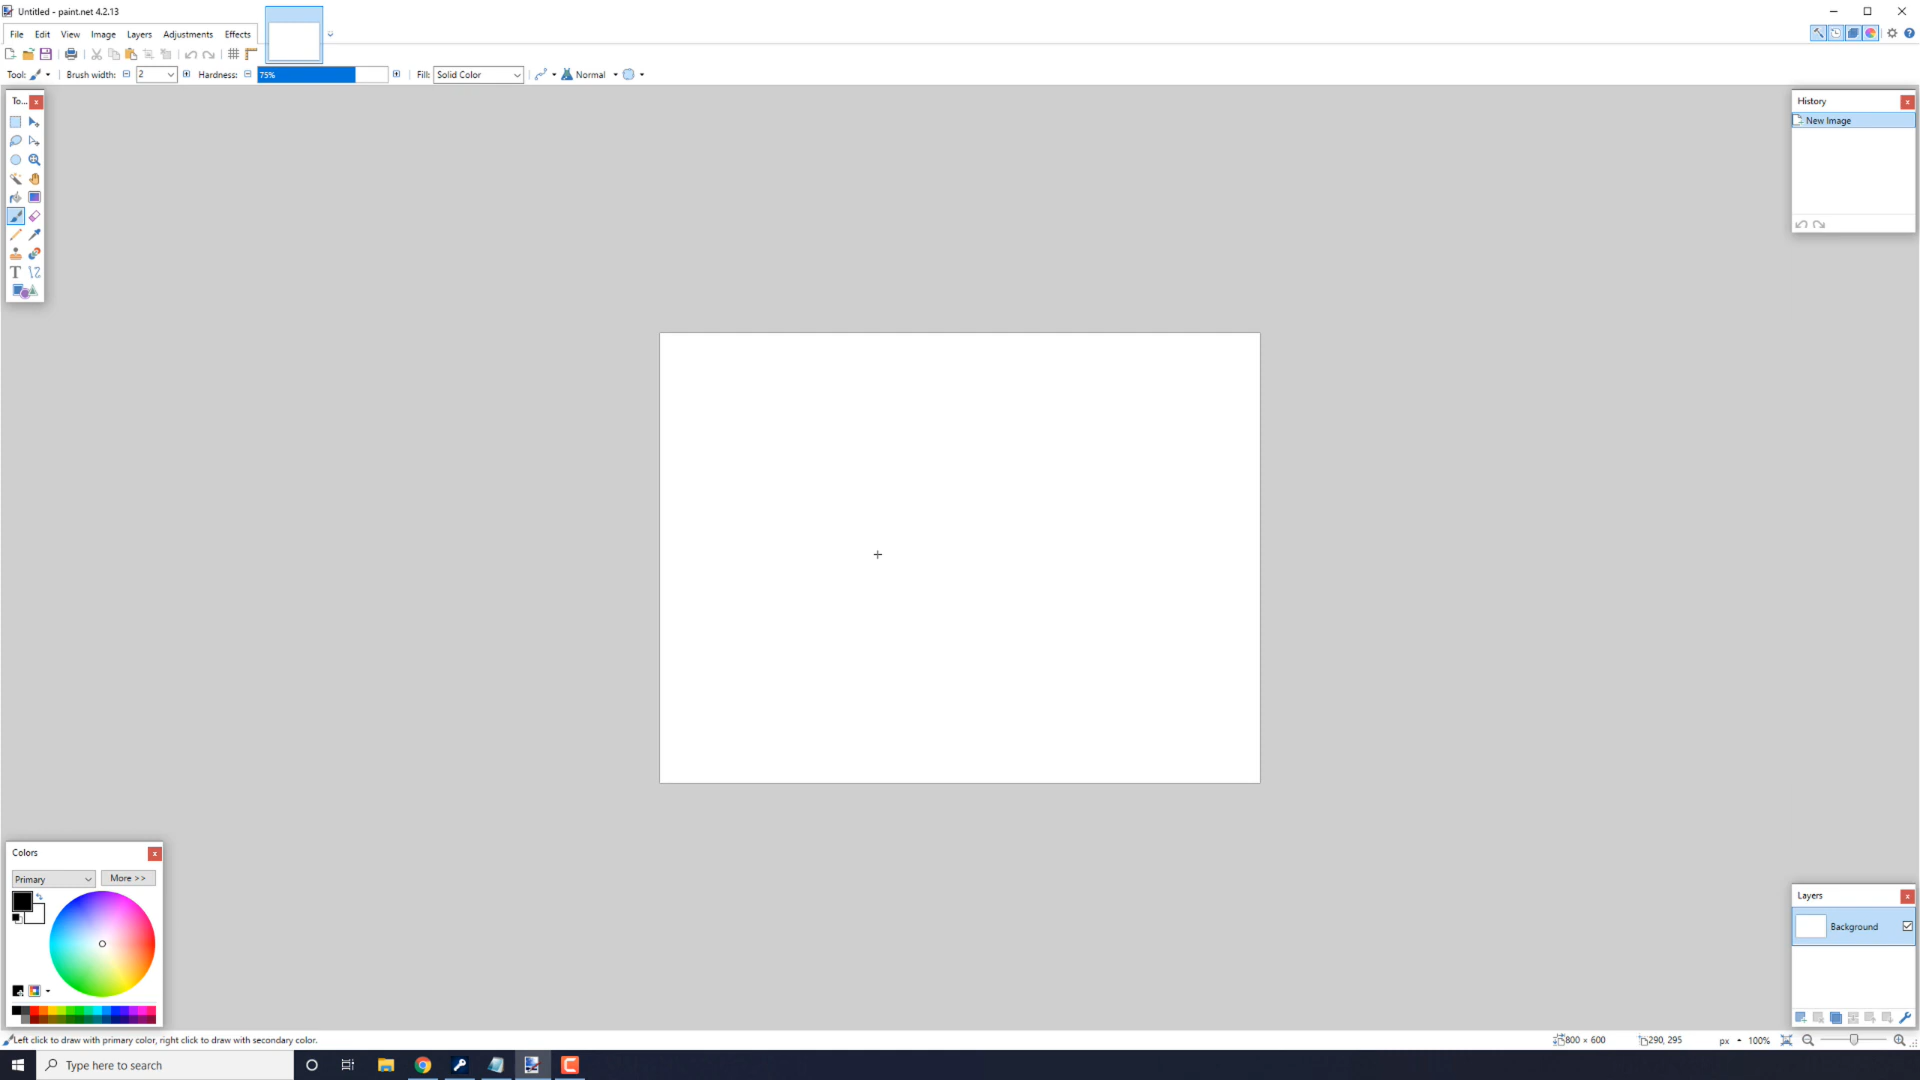 Untitled - paint.net 4.2.13
File Edit View Image Layers Adjustments Effects
Tool: Brush width: 2 Hardness: 75% Fill: Solid Color Normal
To...
History
New Image
T
Colors
Primary More >>
Layers
Background
Left click to draw with primary color, right click to draw with secondary color.
800 × 600 290, 295 px 100%
Type here to search